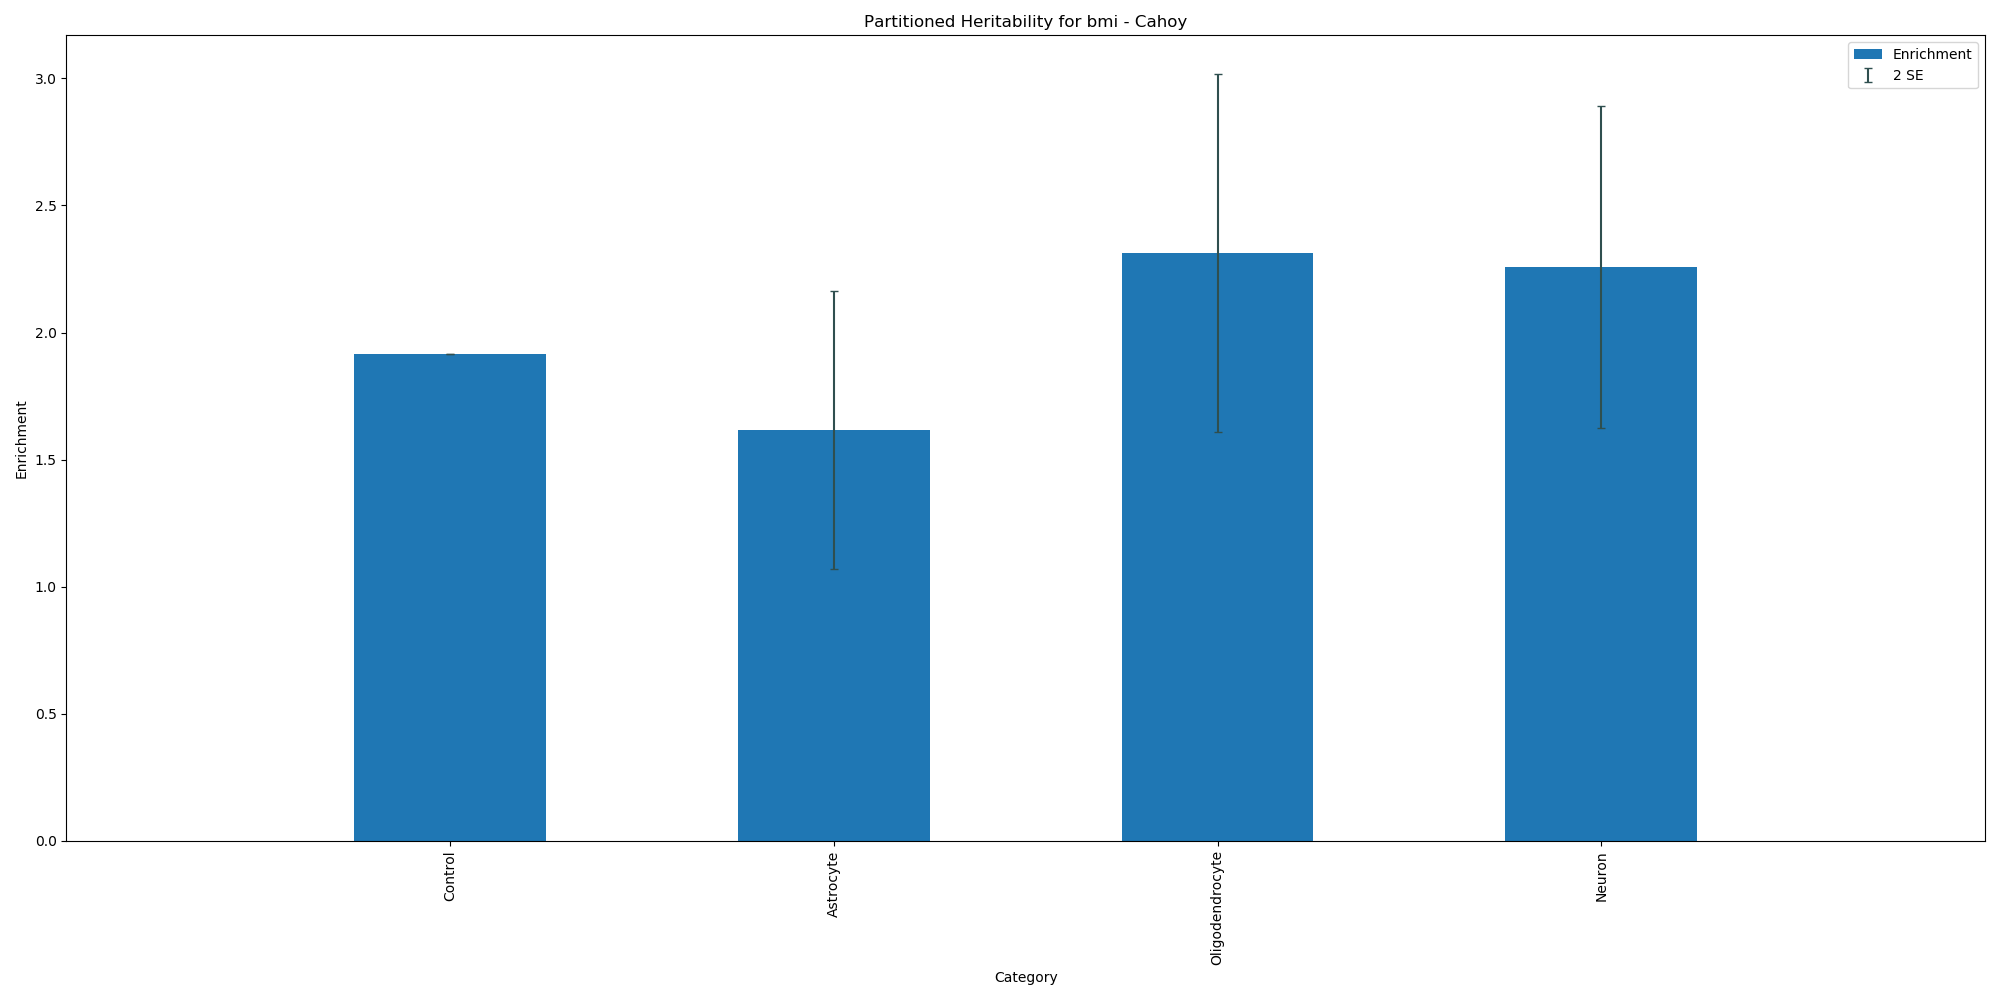 Partitioned Heritability for bmi - Cahoy
Enrichment
2 SE
Enrichment
3.0
2.5
2.0
1.5
1.0
0.5
0.0
Control
Astrocyte
Oligodendrocyte
Neuron
Category